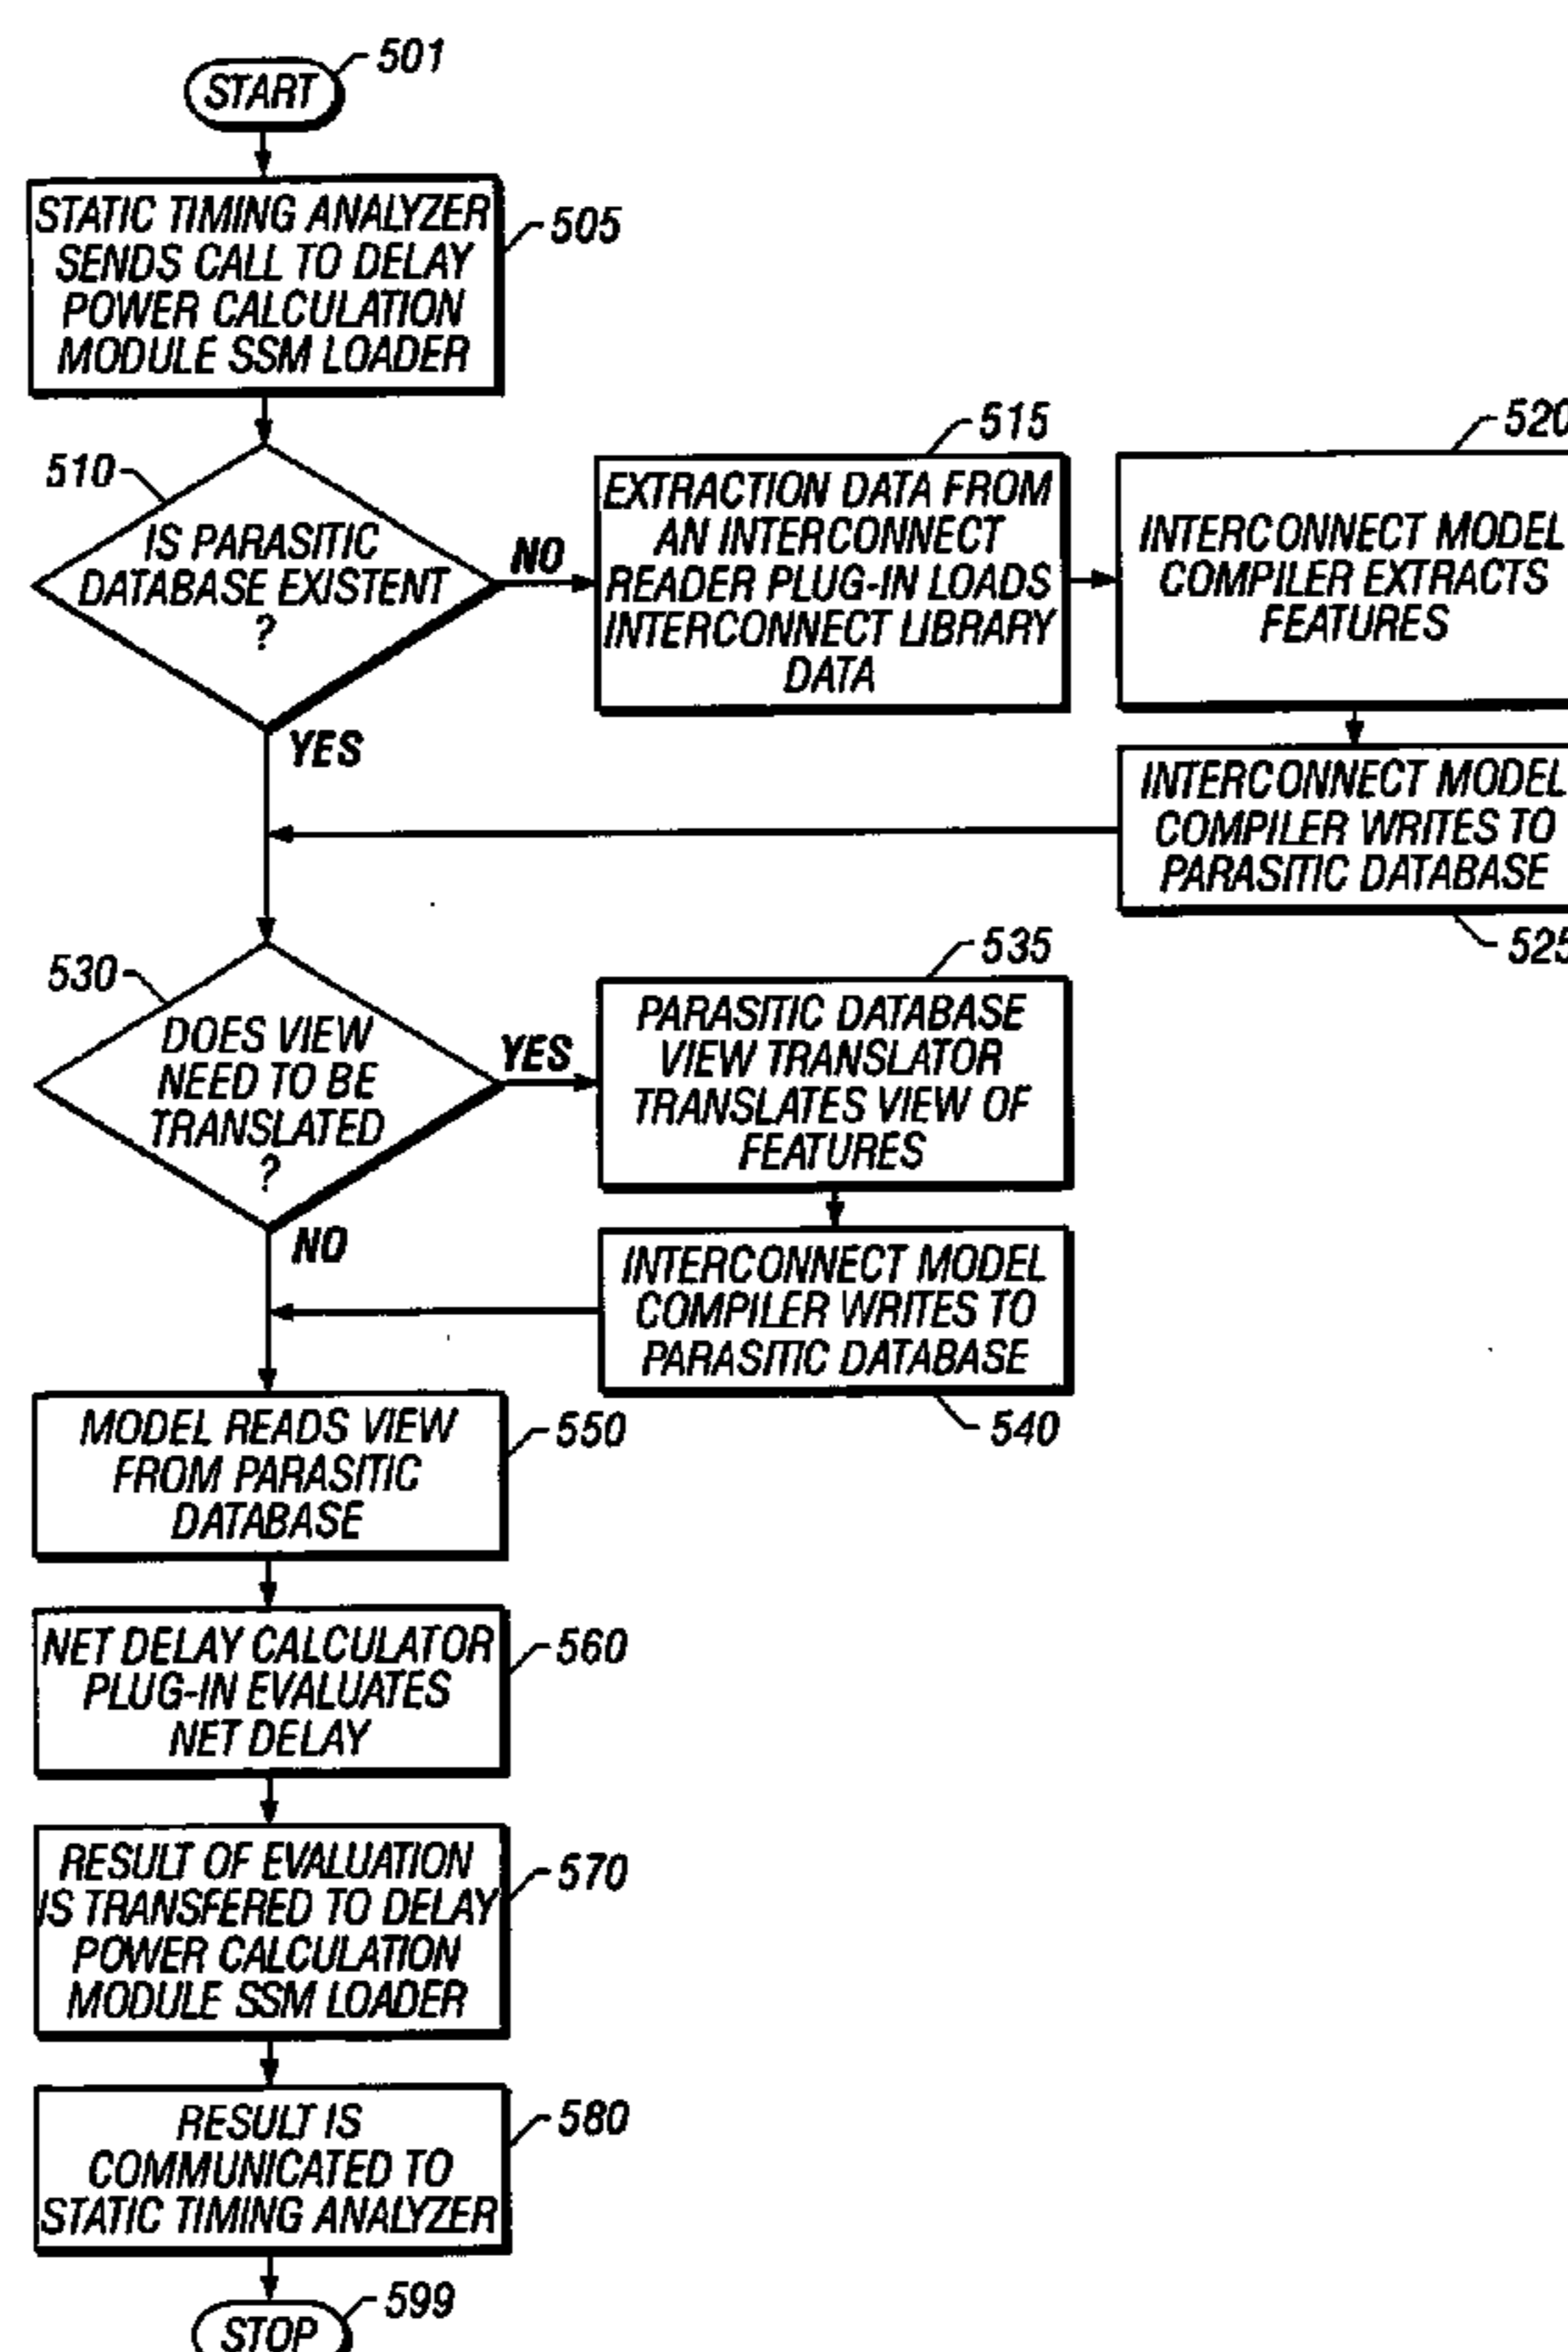 START
501
STATIC TIMING ANALYZER
SENDS CALL TO DELAY
POWER CALCULATION
MODULE SSM LOADER
505
510
IS PARASITIC
DATABASE EXISTENT
?
NO
YES
515
EXTRACTION DATA FROM
AN INTERCONNECT
READER PLUG-IN LOADS
INTERCONNECT LIBRARY
DATA
520
INTERCONNECT MODEL
COMPILER EXTRACTS
FEATURES
INTERCONNECT MODEL
COMPILER WRITES TO
PARASITIC DATABASE
525
530
DOES VIEW
NEED TO BE
TRANSLATED
?
YES
NO
535
PARASITIC DATABASE
VIEW TRANSLATOR
TRANSLATES VIEW OF
FEATURES
INTERCONNECT MODEL
COMPILER WRITES TO
PARASITIC DATABASE
540
MODEL READS VIEW
FROM PARASITIC
DATABASE
550
NET DELAY CALCULATOR
PLUG-IN EVALUATES
NET DELAY
560
RESULT OF EVALUATION
IS TRANSFERED TO DELAY
POWER CALCULATION
MODULE SSM LOADER
570
RESULT IS
COMMUNICATED TO
STATIC TIMING ANALYZER
580
599
STOP